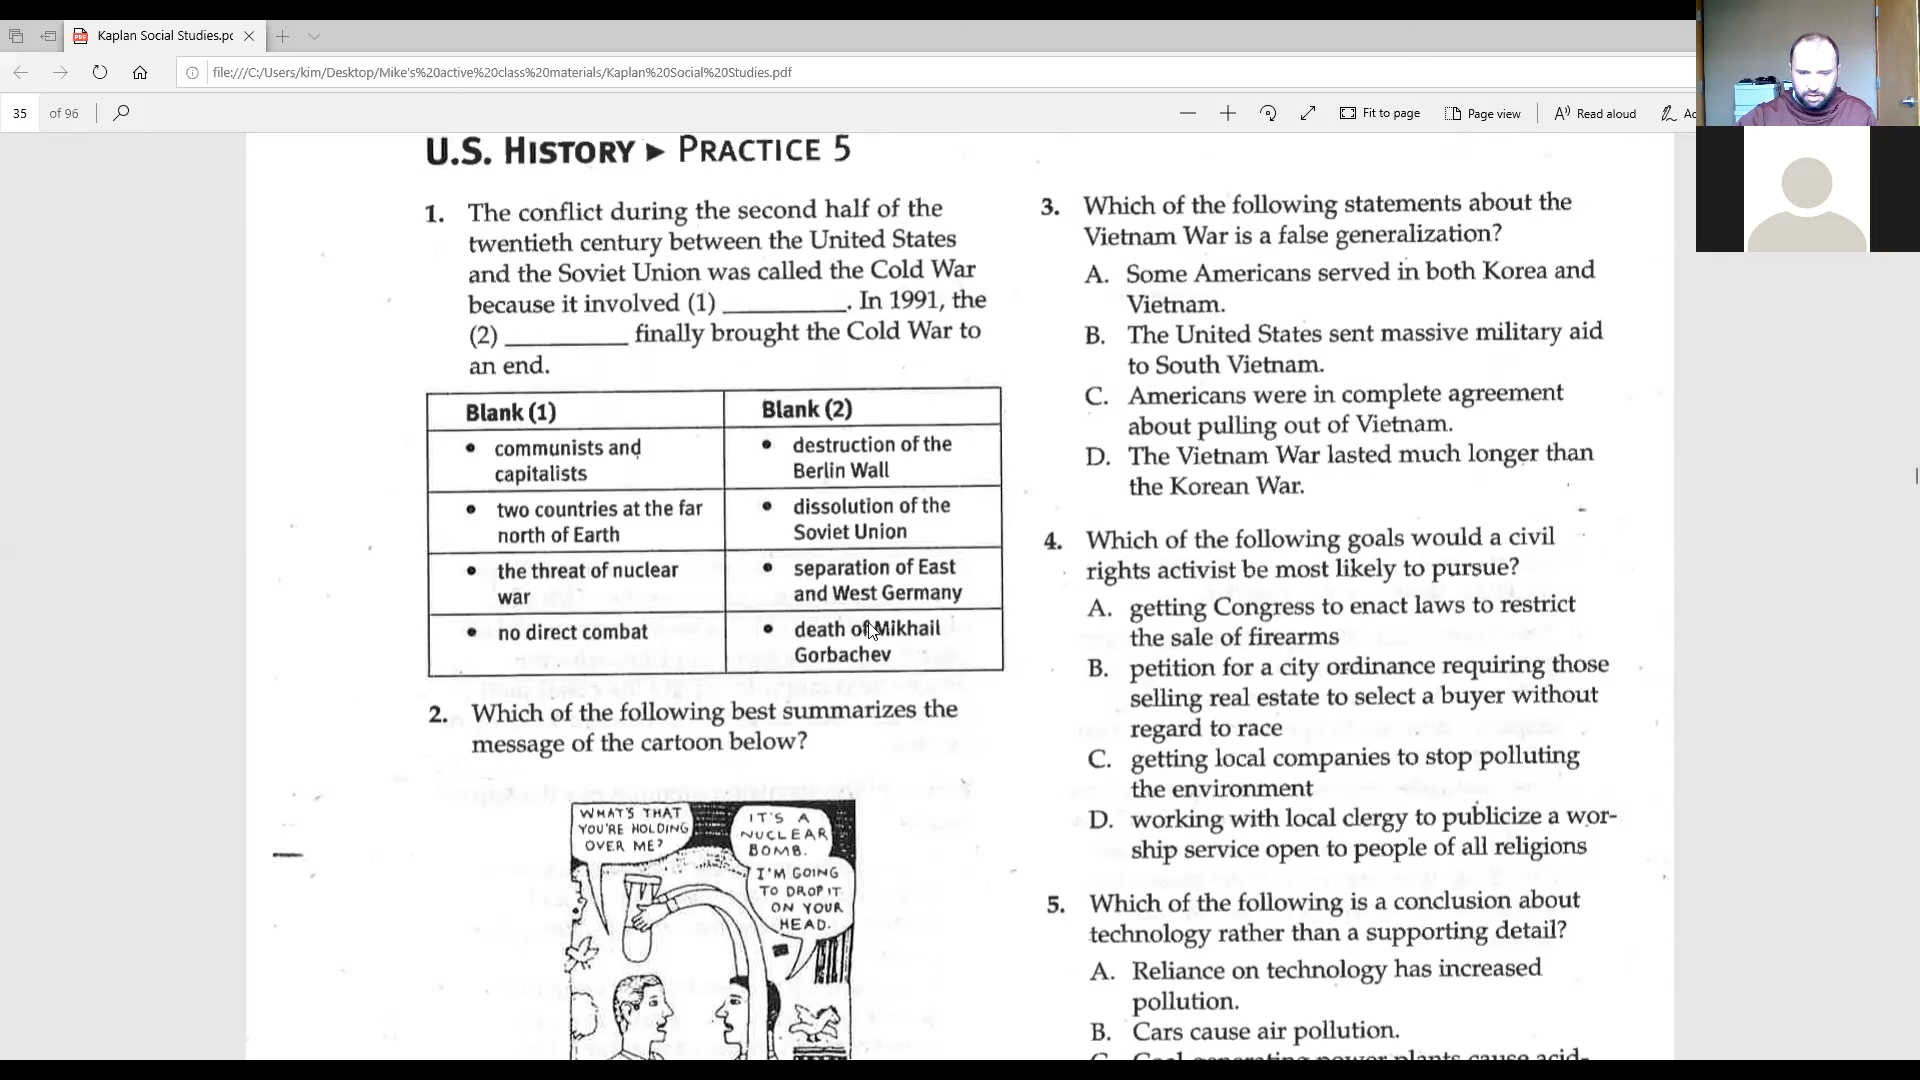 Kaplan Social Studies.pc
file:///C:/Users/kim/Desktop/Mike's%20active%20class%20materials/Kaplan%20Social%20Studies.pdf
35 of 96
Fit to page
Page view
Read aloud
U.S. HISTORY ▸ PRACTICE 5
1. The conflict during the second half of the
twentieth century between the United States
and the Soviet Union was called the Cold War
because it involved (1) __________. In 1991, the
(2) __________ finally brought the Cold War to
an end.
Blank (1)
Blank (2)
• communists and
capitalists
• destruction of the
Berlin Wall
• two countries at the far
north of Earth
• dissolution of the
Soviet Union
• the threat of nuclear
war
• separation of East
and West Germany
• no direct combat
• death of Mikhail
Gorbachev
2. Which of the following best summarizes the
message of the cartoon below?
WHAT'S THAT
YOU'RE HOLDING
OVER ME?
IT'S A
NUCLEAR
BOMB.
I'M GOING
TO DROP IT
ON YOUR
HEAD.
3. Which of the following statements about the
Vietnam War is a false generalization?
A. Some Americans served in both Korea and
Vietnam.
B. The United States sent massive military aid
to South Vietnam.
C. Americans were in complete agreement
about pulling out of Vietnam.
D. The Vietnam War lasted much longer than
the Korean War.
4. Which of the following goals would a civil
rights activist be most likely to pursue?
A. getting Congress to enact laws to restrict
the sale of firearms
B. petition for a city ordinance requiring those
selling real estate to select a buyer without
regard to race
C. getting local companies to stop polluting
the environment
D. working with local clergy to publicize a wor-
ship service open to people of all religions
5. Which of the following is a conclusion about
technology rather than a supporting detail?
A. Reliance on technology has increased
pollution.
B. Cars cause air pollution.
C. Coal-generating power plants cause acid-